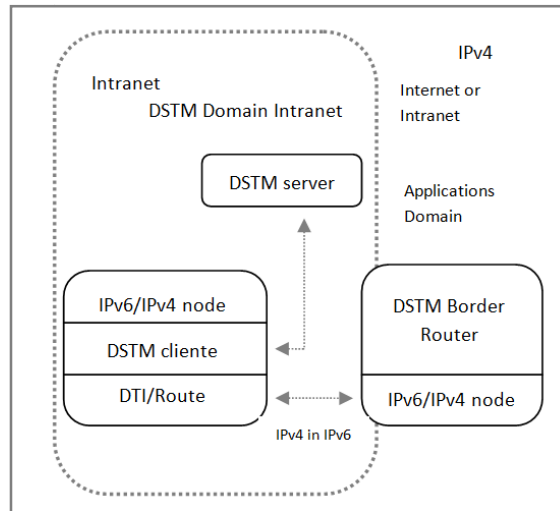 IPv4
Intranet
Internet or
Intranet
DSTM Domain Intranet
DSTM server
Applications
Domain
IPv6/IPv4 node
DSTM cliente
DTI/Route
DSTM Border
Router
IPv6/IPv4 node
IPv4 in IPv6